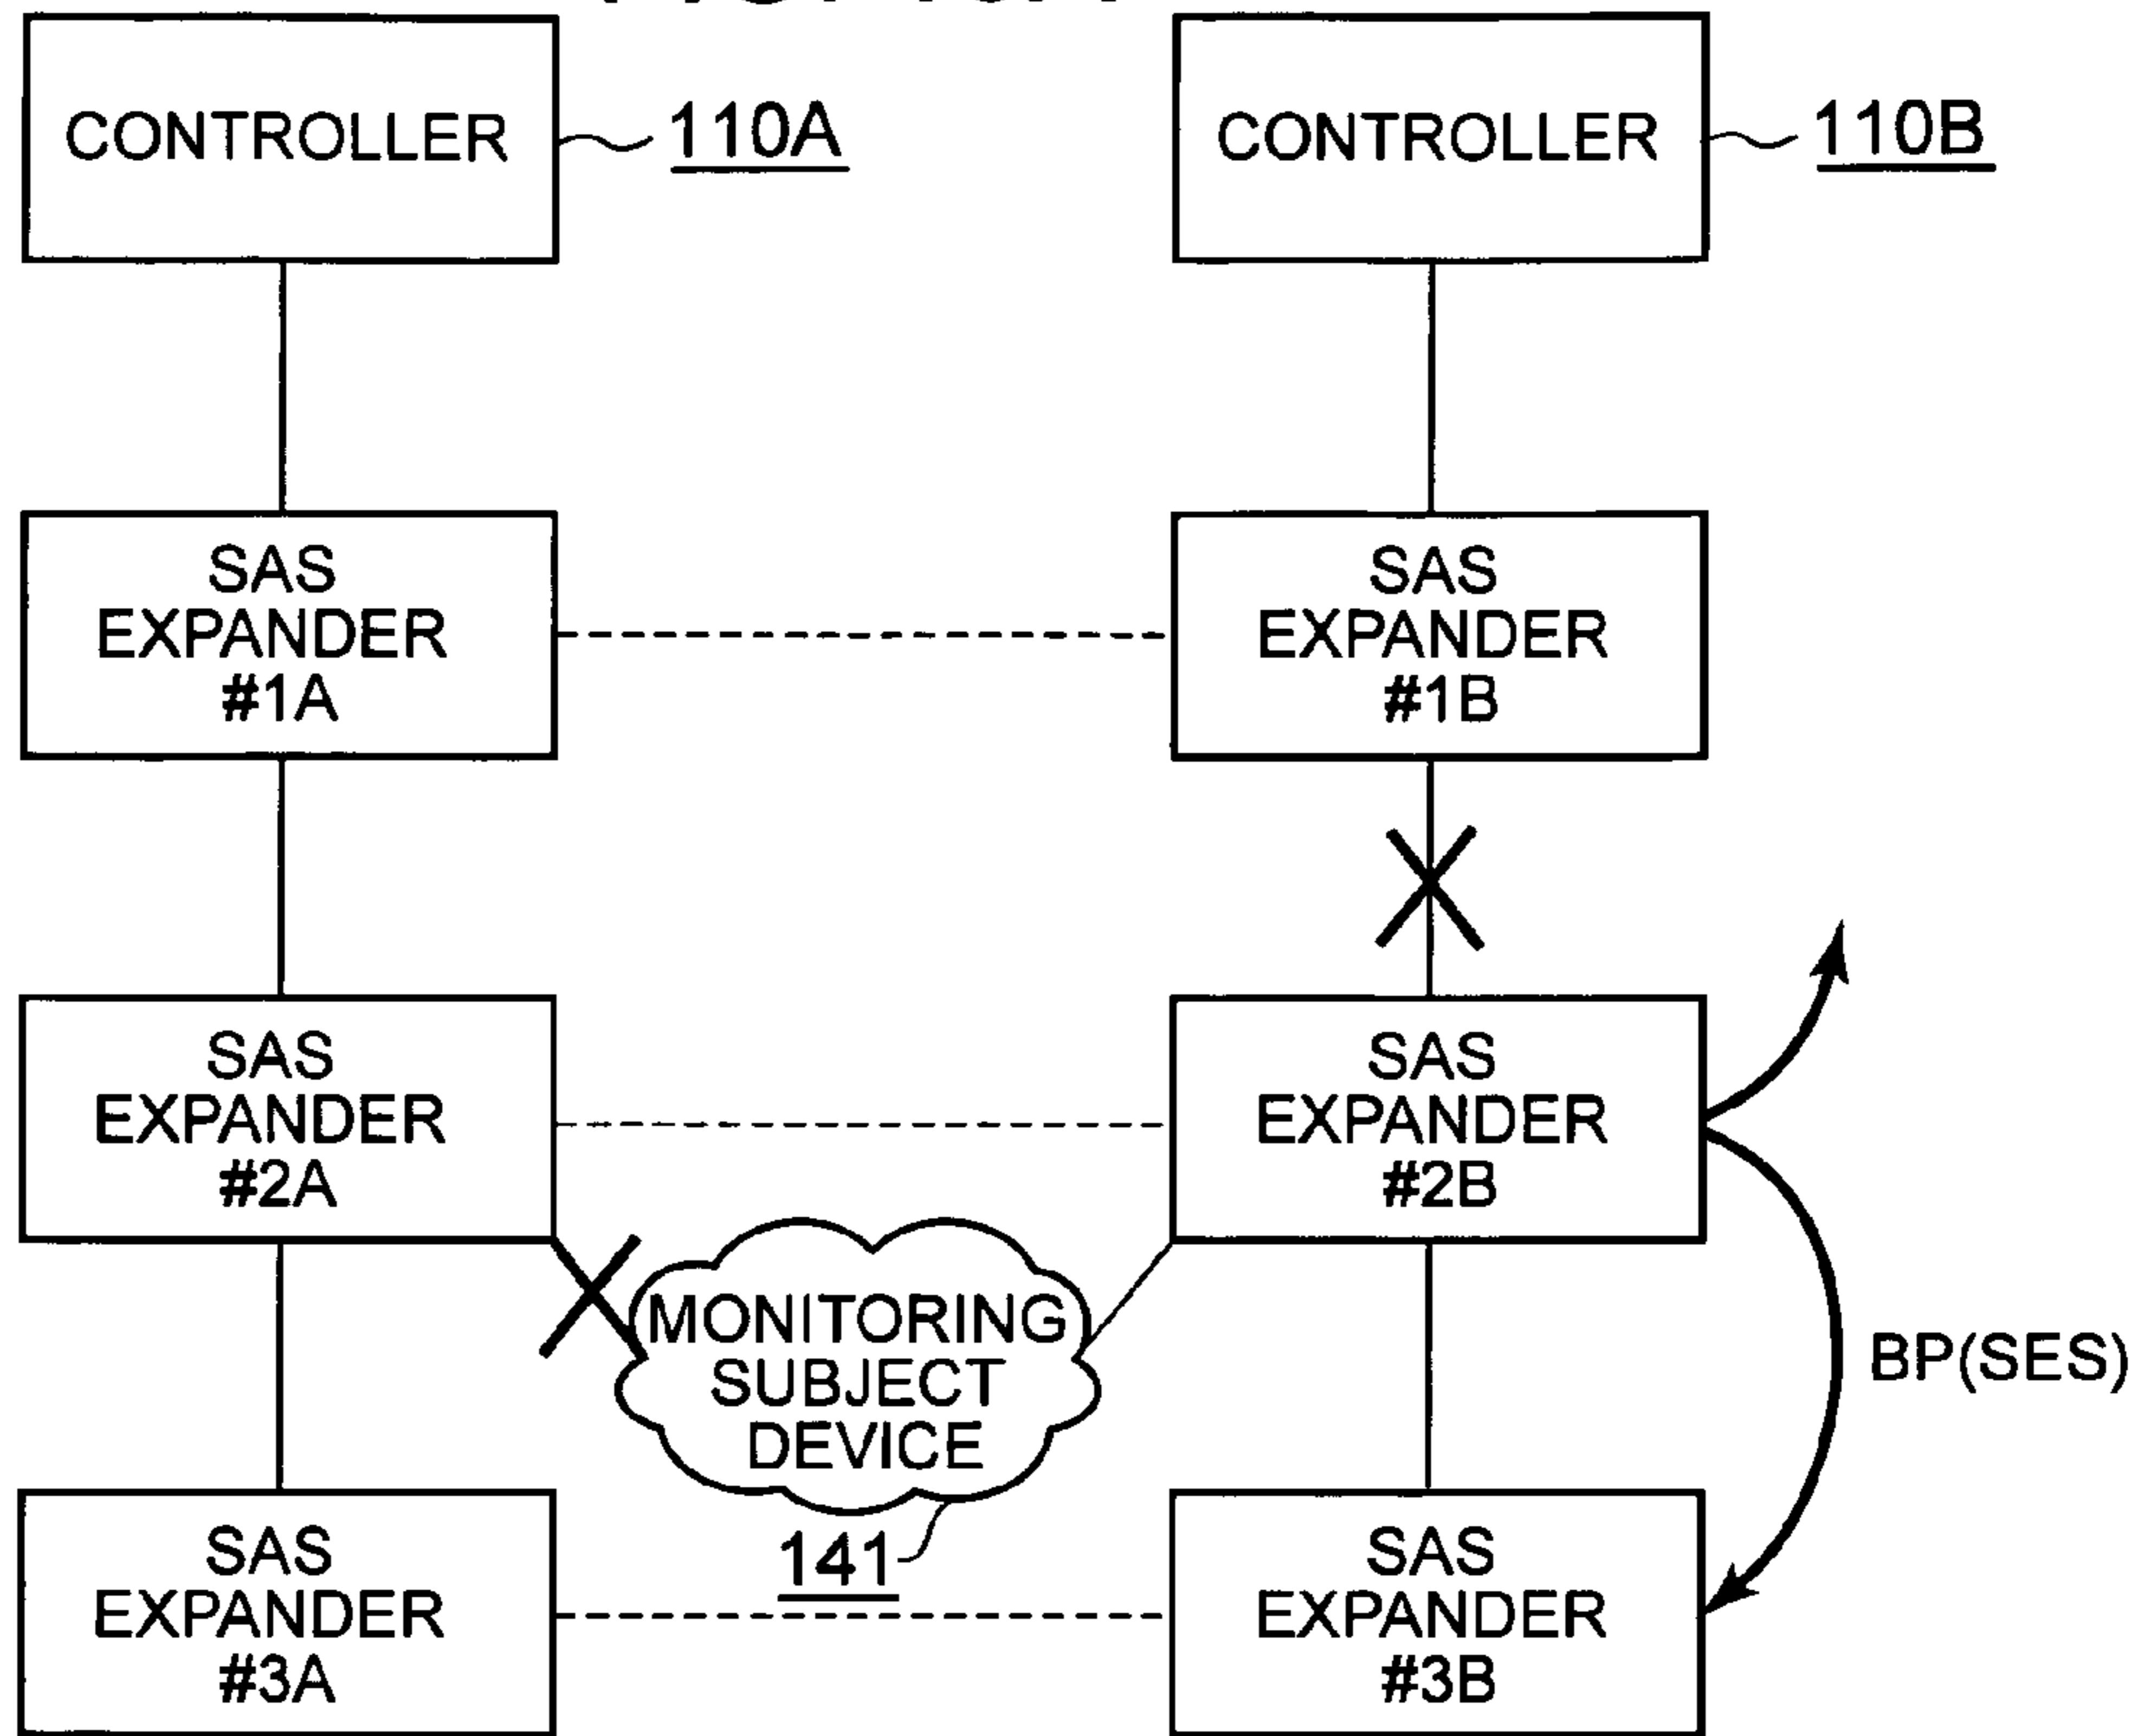 CONTROLLER
110A
CONTROLLER
110B
SAS
EXPANDER
#1A
SAS
EXPANDER
#1B
SAS
EXPANDER
#2A
SAS
EXPANDER
#2B
MONITORING
SUBJECT
DEVICE
141
BP(SES)
SAS
EXPANDER
#3A
SAS
EXPANDER
#3B